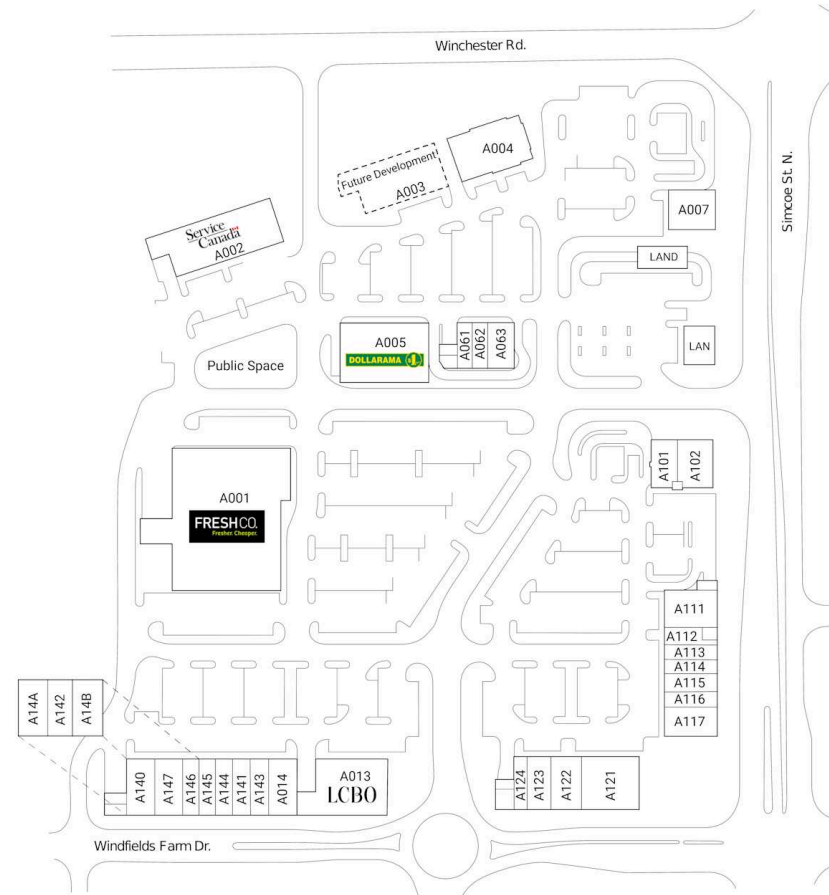 Winchester Rd.
Simcoe St. N.
A004
Future Development
A003
A007
Service
Canada
A002
LAND
A005
DOLLARAMA
A061
A062
A063
LAN
Public Space
A101
A102
A001
FRESHCO.
Fresher. Cheaper.
A111
A112
A113
A114
A115
A116
A117
A14A
A142
A14B
A140
A147
A146
A145
A144
A141
A143
A014
A013
LCBO
A124
A123
A122
A121
Windfields Farm Dr.